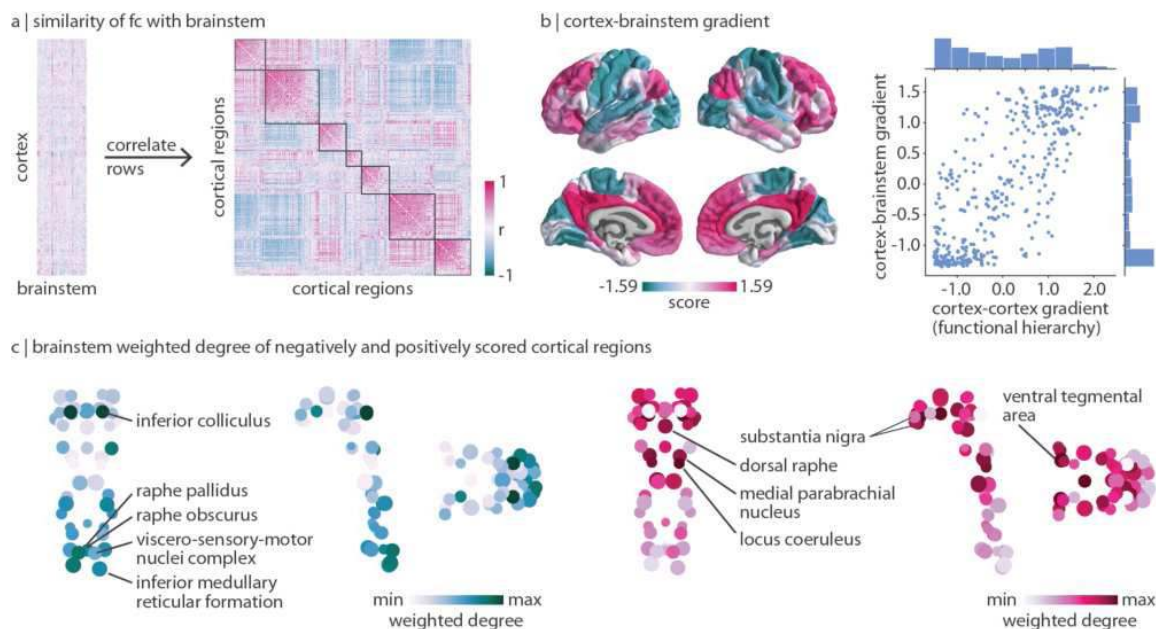 a | similarity of fc with brainstem
cortex
correlate
rows
brainstem
cortical regions
cortical regions
1
r
-1
b | cortex-brainstem gradient
-1.59
1.59
score
cortex-brainstem gradient
1.5
1.0
0.5
0.0
-0.5
-1.0
-1.0
0.0
1.0
2.0
cortex-cortex gradient
(functional hierarchy)
c | brainstem weighted degree of negatively and positively scored cortical regions
inferior colliculus
raphe pallidus
raphe obscurus
viscero-sensory-motor
nuclei complex
inferior medullary
reticular formation
min
max
weighted degree
substantia nigra
dorsal raphe
medial parabrachial
nucleus
locus coeruleus
ventral tegmental
area
min
max
weighted degree